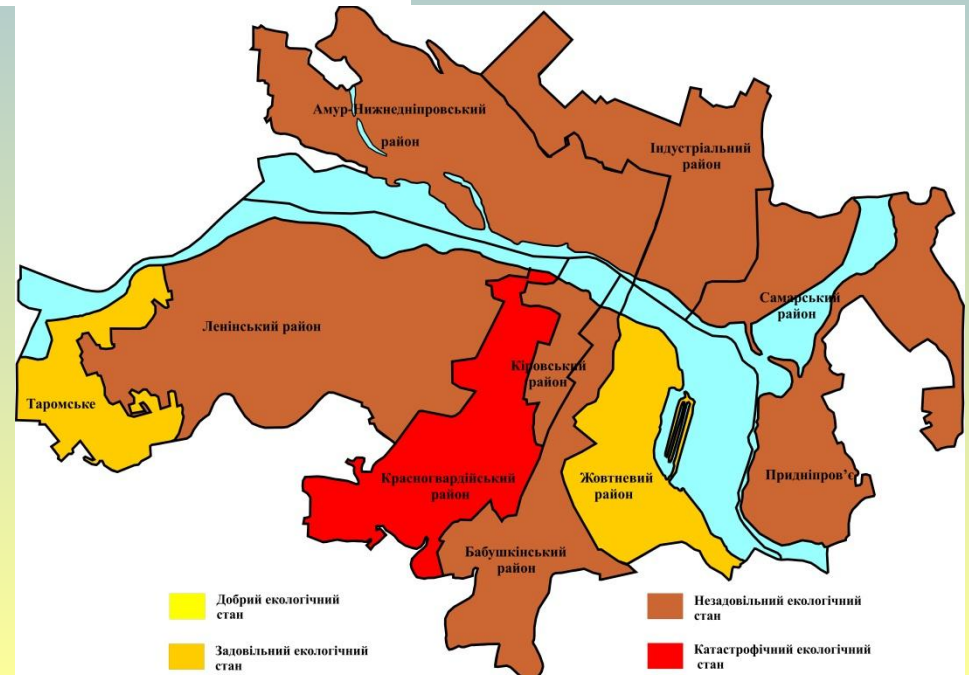 Амур-Нижнедніпровський
район
Індустріальний
район
Самарський
район
Ленінський район
Кіровський
район
Таромське
Красногвардійський
район
Жовтневий
район
Придніпров’є
Бабушкінський
район
Добрий екологічний
стан
Незадовільний екологічний
стан
Задовільний екологічний
стан
Катастрофічний екологічний
стан